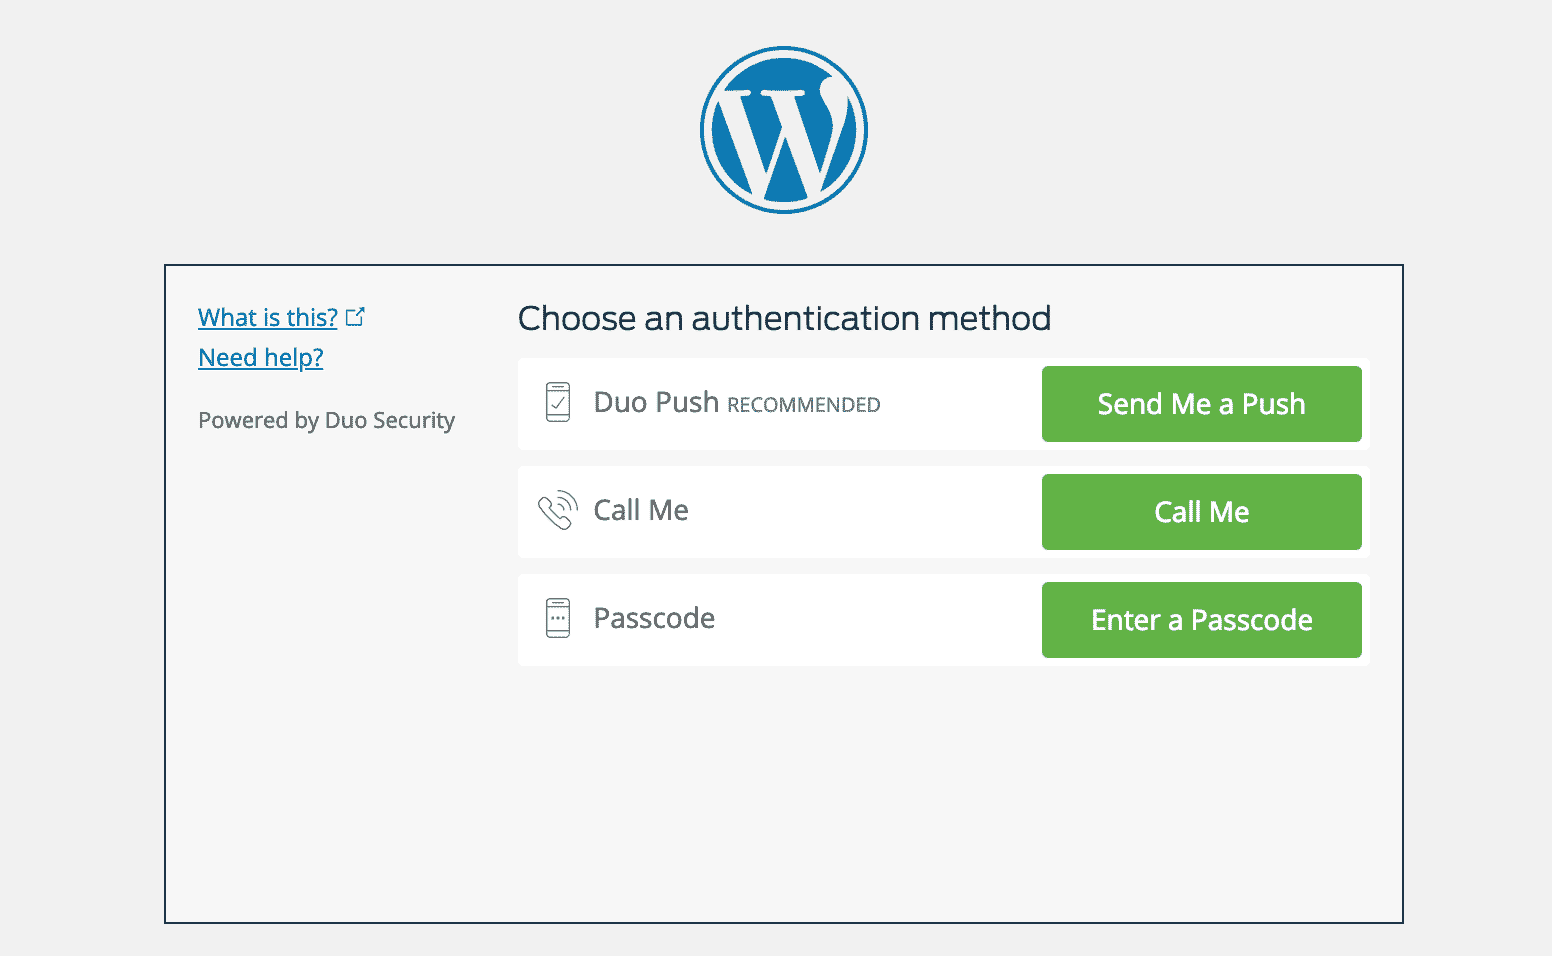 What is this?
Need help?
Powered by Duo Security
Choose an authentication method
Duo Push RECOMMENDED
Send Me a Push
Call Me
Call Me
Passcode
Enter a Passcode